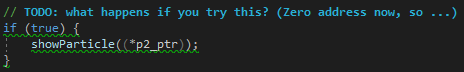 // TODO: what happens if you try this? (Zero address now, so ...)
if (true) {
    showParticle((*p2_ptr));
}